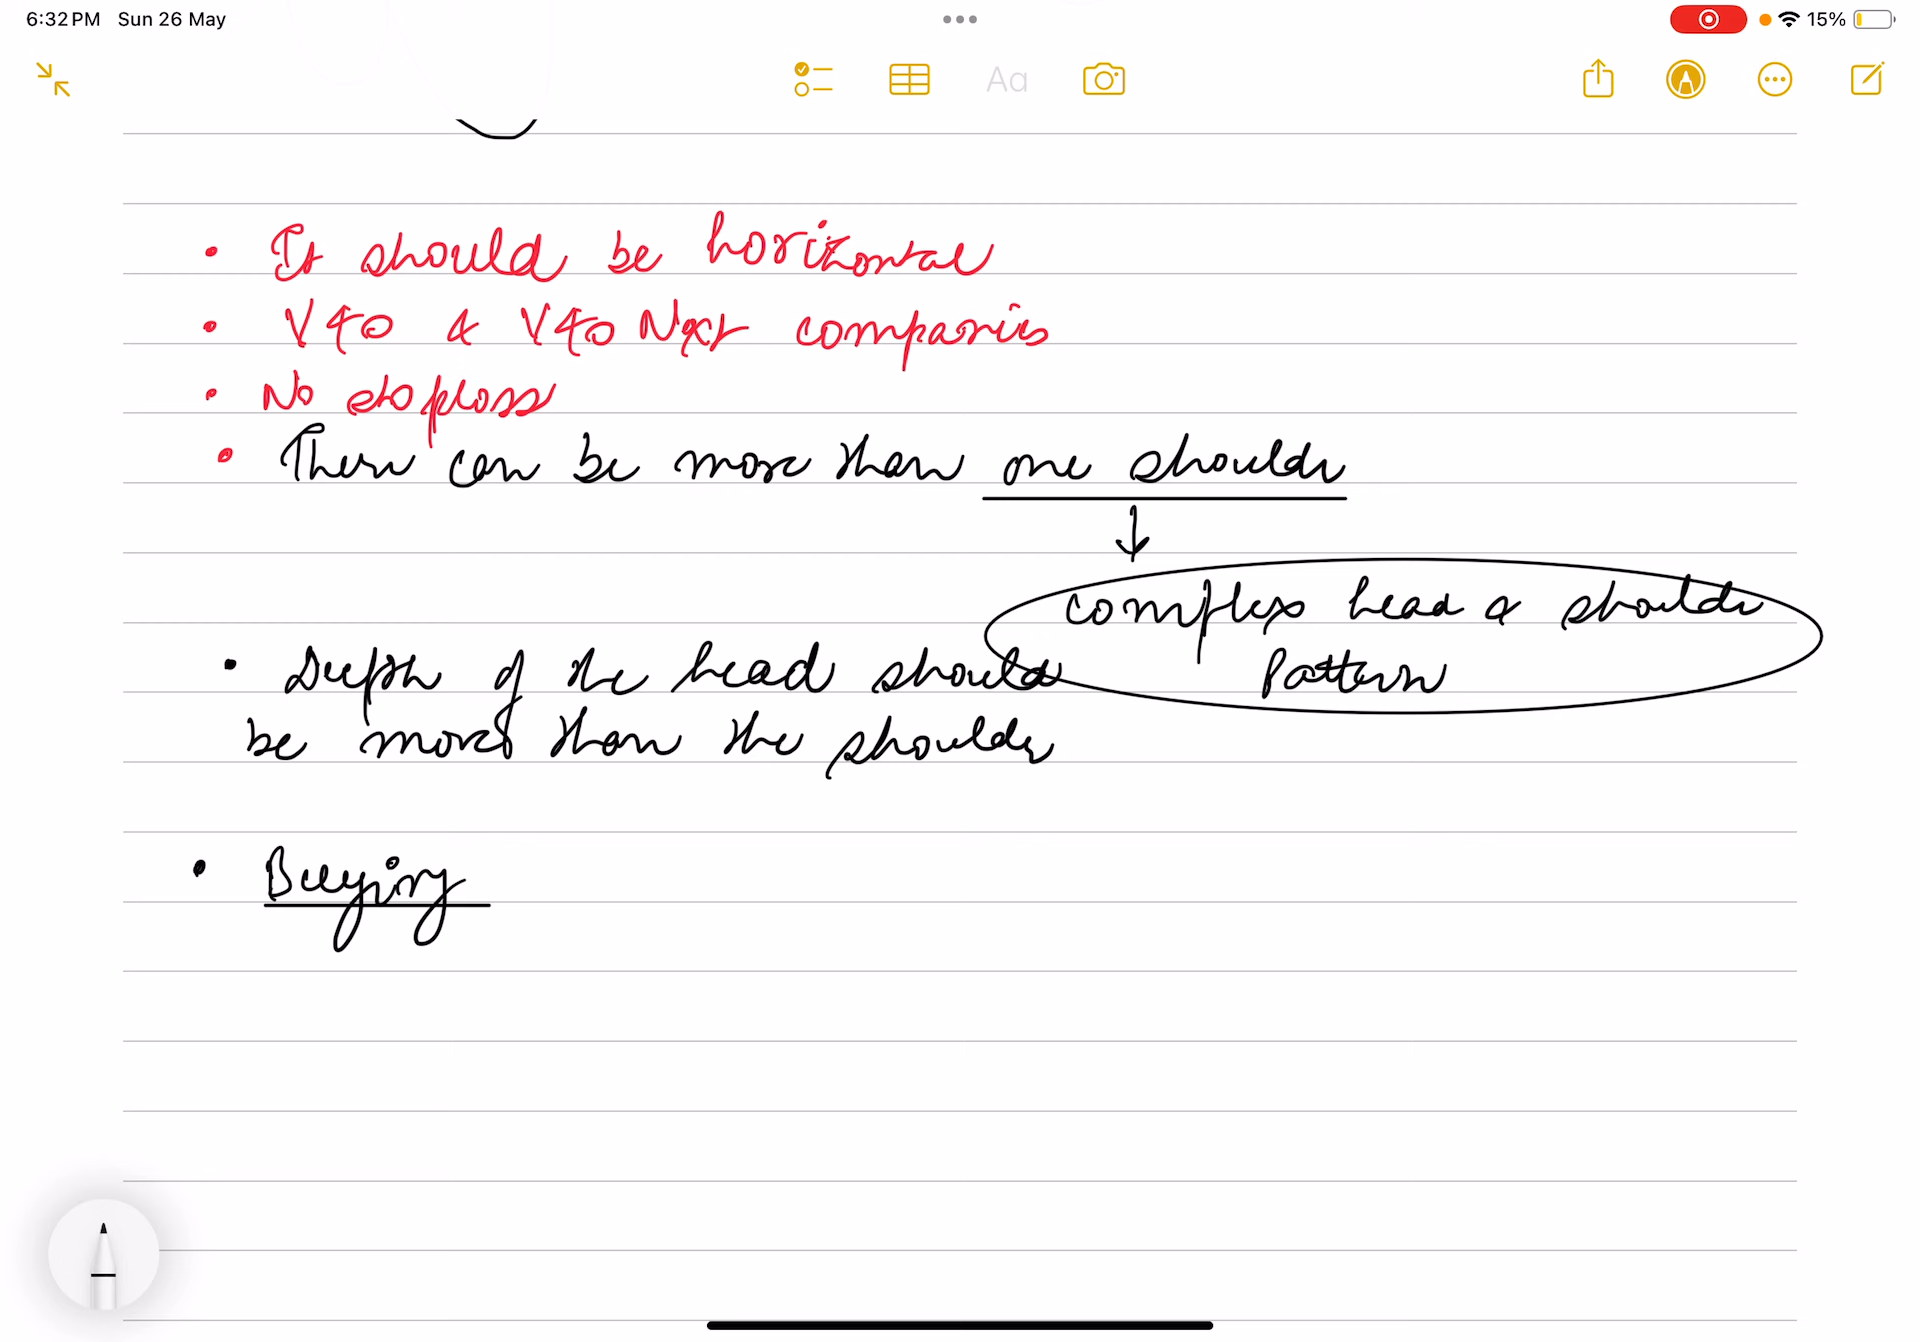 6:32 PM Sun 26 May
15%
Aa
• It should be horizontal
• V40 & V40 Next companies
• No stoploss
• There can be more than one shoulder
↓
complex head & shoulder
Pattern
• Depth of the head should
be more than the shoulder
• Buying